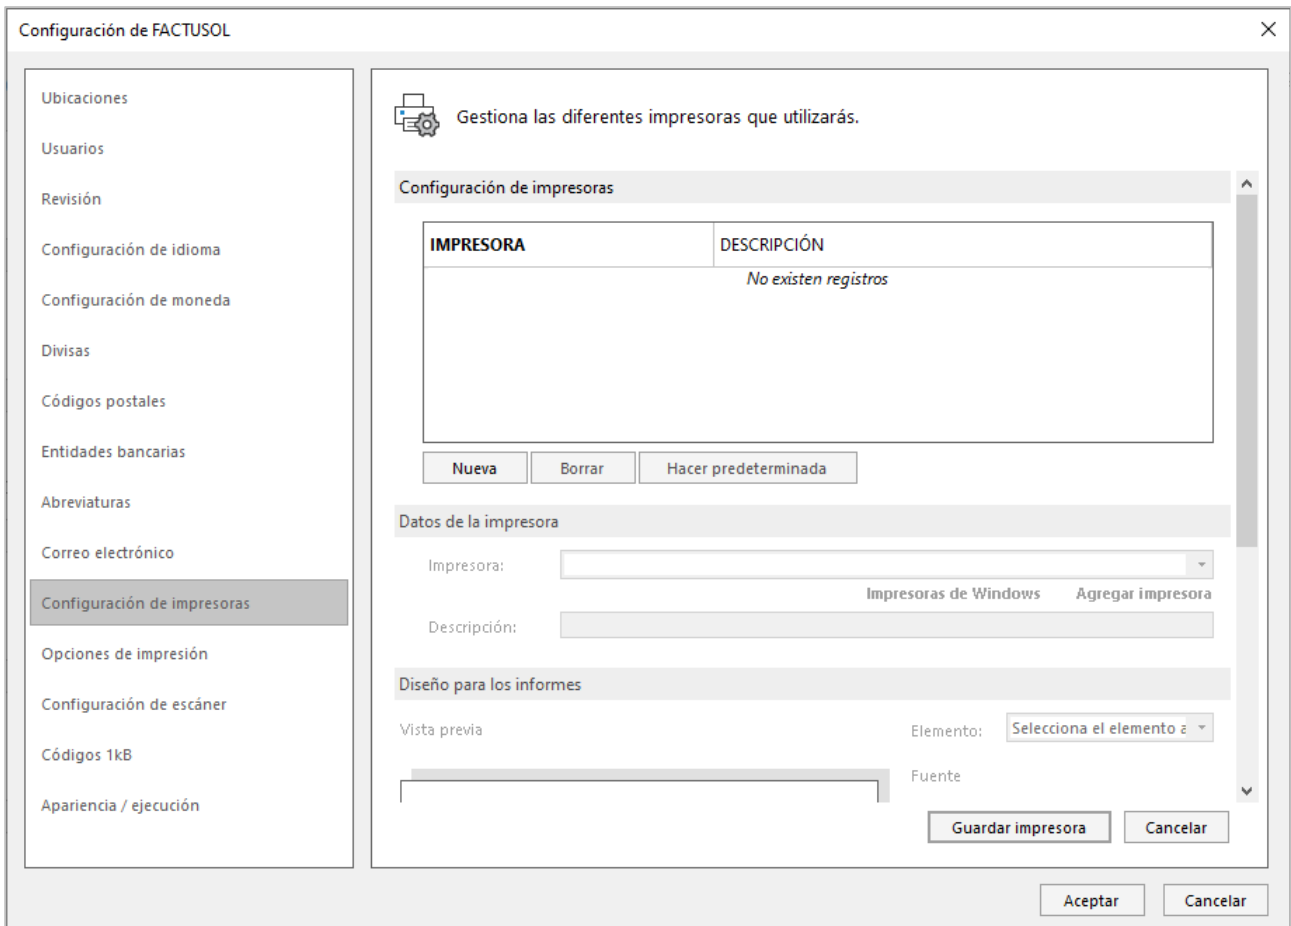 Configuración de FACTUSOL
Ubicaciones
Usuarios
Revisión
Configuración de idioma
Configuración de moneda
Divisas
Códigos postales
Entidades bancarias
Abreviaturas
Correo electrónico
Configuración de impresoras
Opciones de impresión
Configuración de escáner
Códigos 1kB
Apariencia / ejecución
Gestiona las diferentes impresoras que utilizarás.
Configuración de impresoras
IMPRESORA DESCRIPCIÓN
No existen registros
Nueva Borrar Hacer predeterminada
Datos de la impresora
Impresora:
Impresoras de Windows Agregar impresora
Descripción:
Diseño para los informes
Vista previa Elemento: Selecciona el elemento a
Fuente
Guardar impresora Cancelar
Aceptar Cancelar